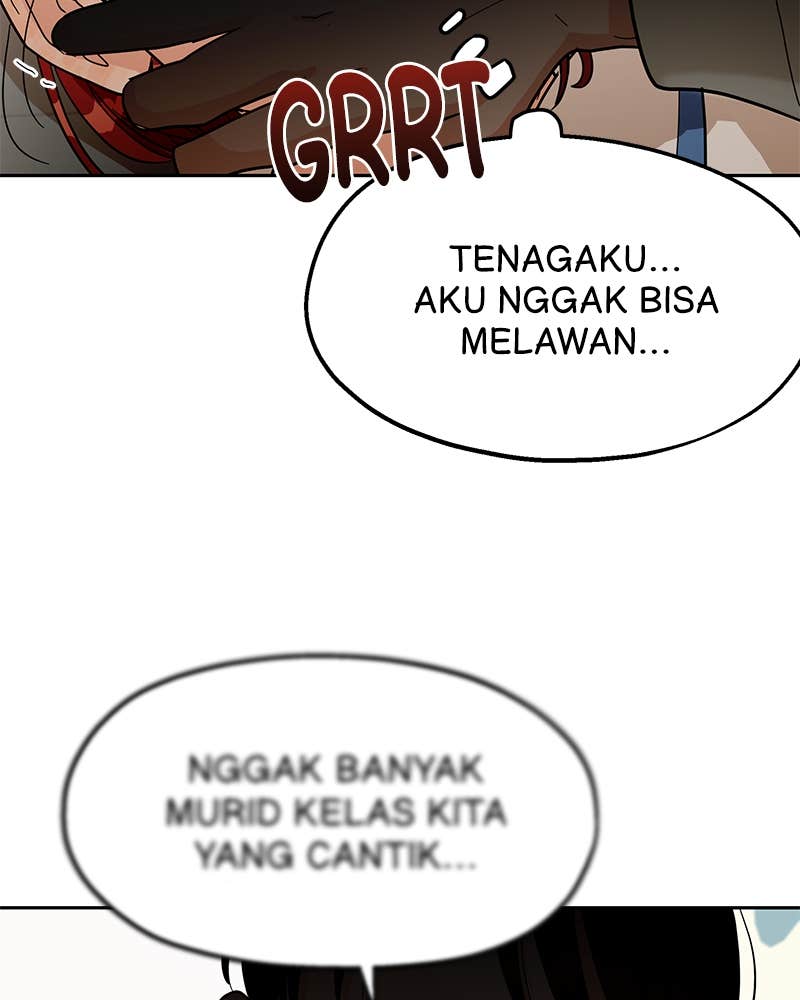 GRRT
TENAGAKU...
AKU NGGAK BISA
MELAWAN...
NGGAK BANYAK
MURID KELAS KITA
YANG CANTIK...